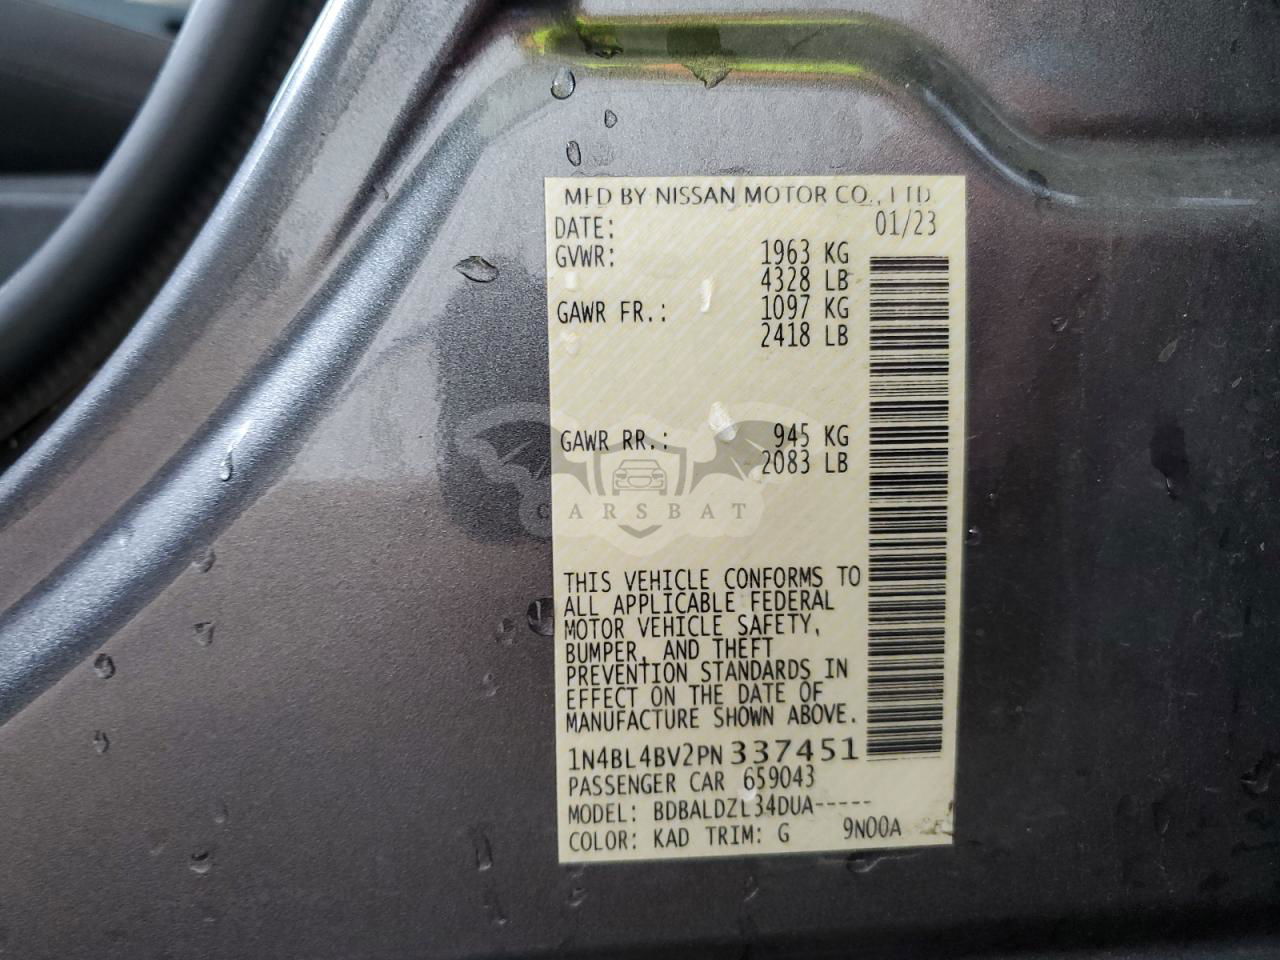 MFD BY NISSAN MOTOR CO., LTD
DATE: 01/23
GVWR: 1963 KG
4328 LB
GAWR FR.: 1097 KG
2418 LB
GAWR RR.: 945 KG
2083 LB
CARSBAT
THIS VEHICLE CONFORMS TO
ALL APPLICABLE FEDERAL
MOTOR VEHICLE SAFETY,
BUMPER, AND THEFT
PREVENTION STANDARDS IN
EFFECT ON THE DATE OF
MANUFACTURE SHOWN ABOVE.
1N4BL4BV2PN337451
PASSENGER CAR 659043
MODEL: BDBALDZL34DUA-----
COLOR: KAD TRIM: G 9N00A